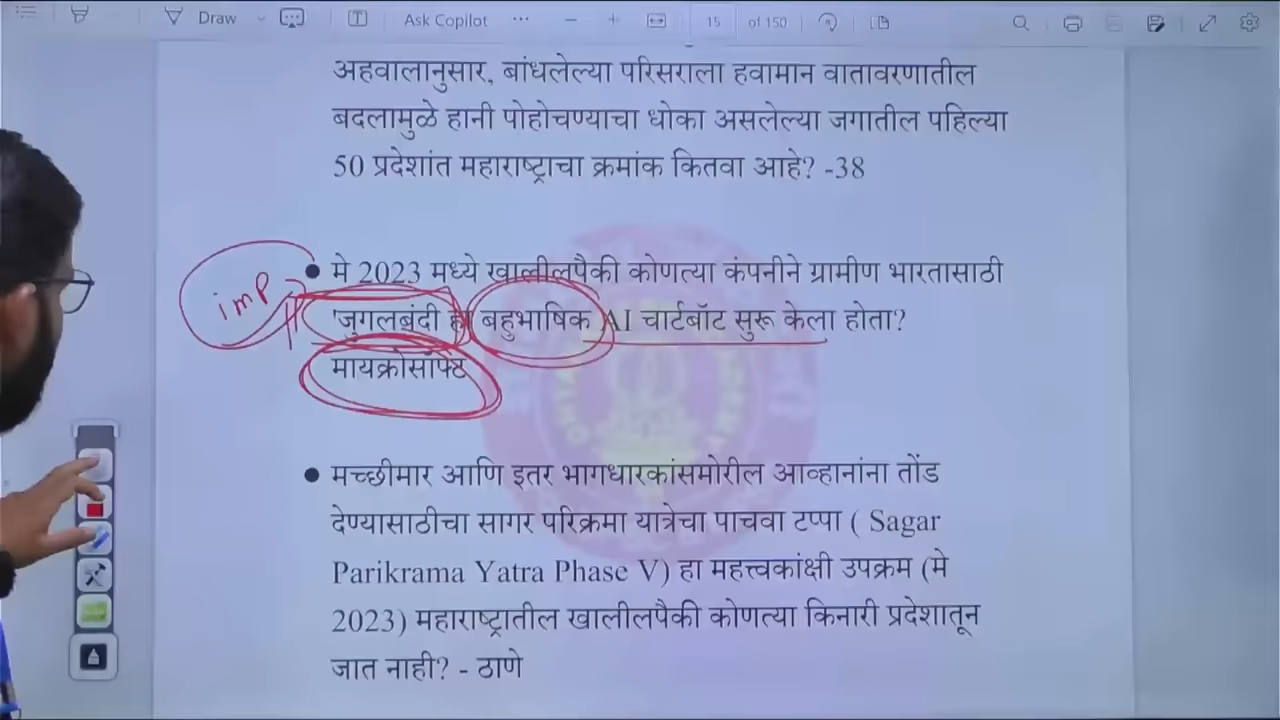 Draw
Ask Copilot
15 of 150
अहवालानुसार, बांधलेल्या परिसराला हवामान वातावरणातील
बदलामुळे हानी पोहोचण्याचा धोका असलेल्या जगातील पहिल्या
50 प्रदेशांत महाराष्ट्राचा क्रमांक कितवा आहे? -38
imp
मे 2023 मध्ये खालीलपैकी कोणत्या कंपनीने ग्रामीण भारतासाठी
'जुगलबंदी हा बहुभाषिक AI चार्टबॉट सुरू केला होता?
मायक्रोसॉफ्ट
मच्छीमार आणि इतर भागधारकांसमोरील आव्हानांना तोंड
देण्यासाठीचा सागर परिक्रमा यात्रेचा पाचवा टप्पा ( Sagar
Parikrama Yatra Phase V) हा महत्त्वकांक्षी उपक्रम (मे
2023) महाराष्ट्रातील खालीलपैकी कोणत्या किनारी प्रदेशातून
जात नाही? - ठाणे